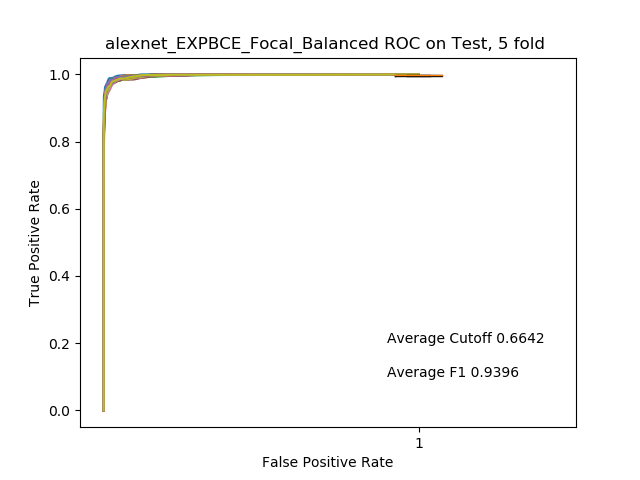 alexnet_EXPBCE_Focal_Balanced ROC on Test, 5 fold
1.0
0.8
0.6
0.4
0.2
0.0
True Positive Rate
Average Cutoff 0.6642
Average F1 0.9396
1
False Positive Rate